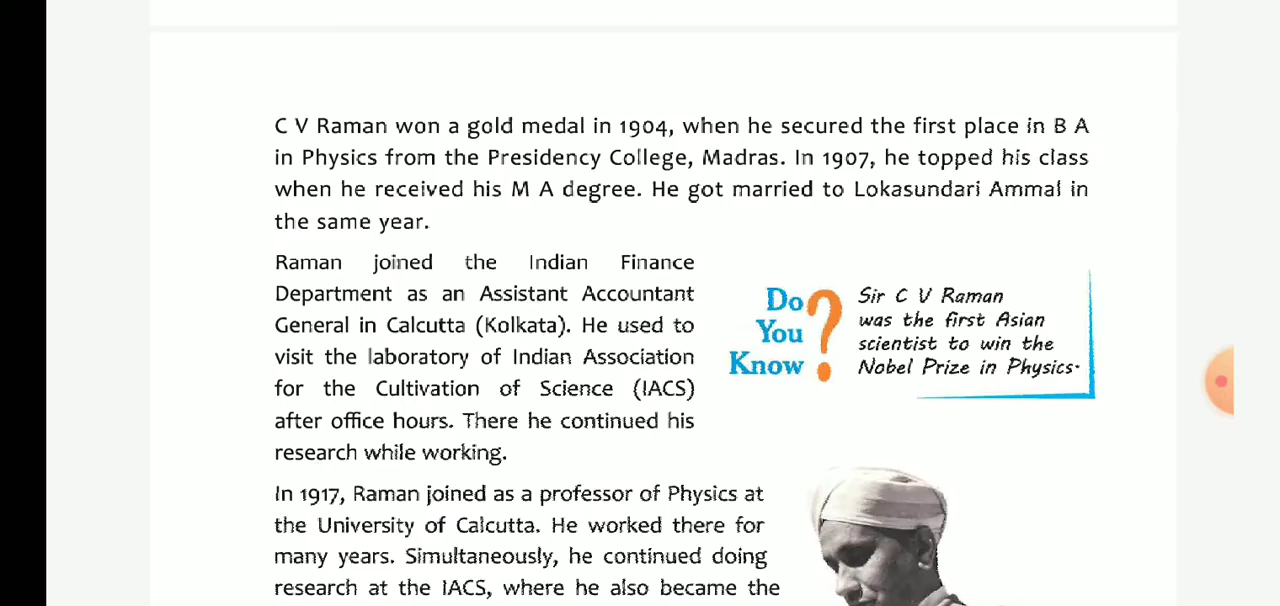 C V Raman won a gold medal in 1904, when he secured the first place in B A
in Physics from the Presidency College, Madras. In 1907, he topped his class
when he received his M A degree. He got married to Lokasundari Ammal in
the same year.
Raman joined the Indian Finance
Department as an Assistant Accountant
General in Calcutta (Kolkata). He used to
visit the laboratory of Indian Association
for the Cultivation of Science (IACS)
after office hours. There he continued his
research while working.
Do
You
Know
?
Sir C V Raman
was the first Asian
scientist to win the
Nobel Prize in Physics.
In 1917, Raman joined as a professor of Physics at
the University of Calcutta. He worked there for
many years. Simultaneously, he continued doing
research at the IACS, where he also became the